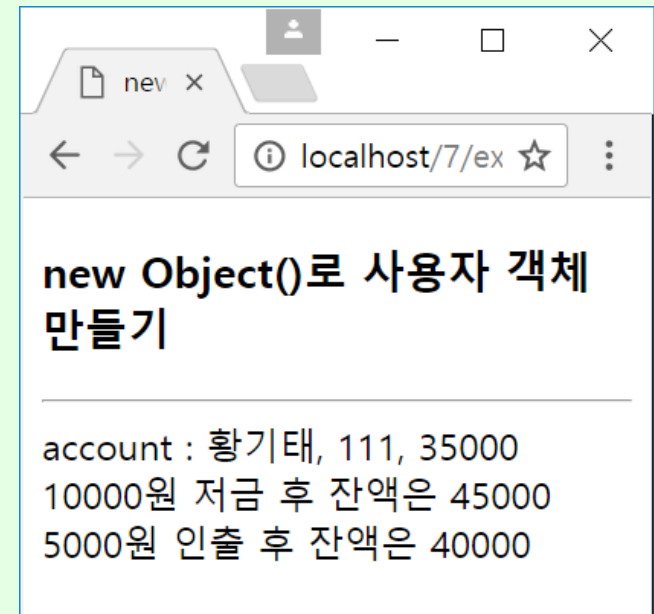 new
localhost/7/ex
new Object()로 사용자 객체
만들기
account : 황기태, 111, 35000
10000원 저금 후 잔액은 45000
5000원 인출 후 잔액은 40000